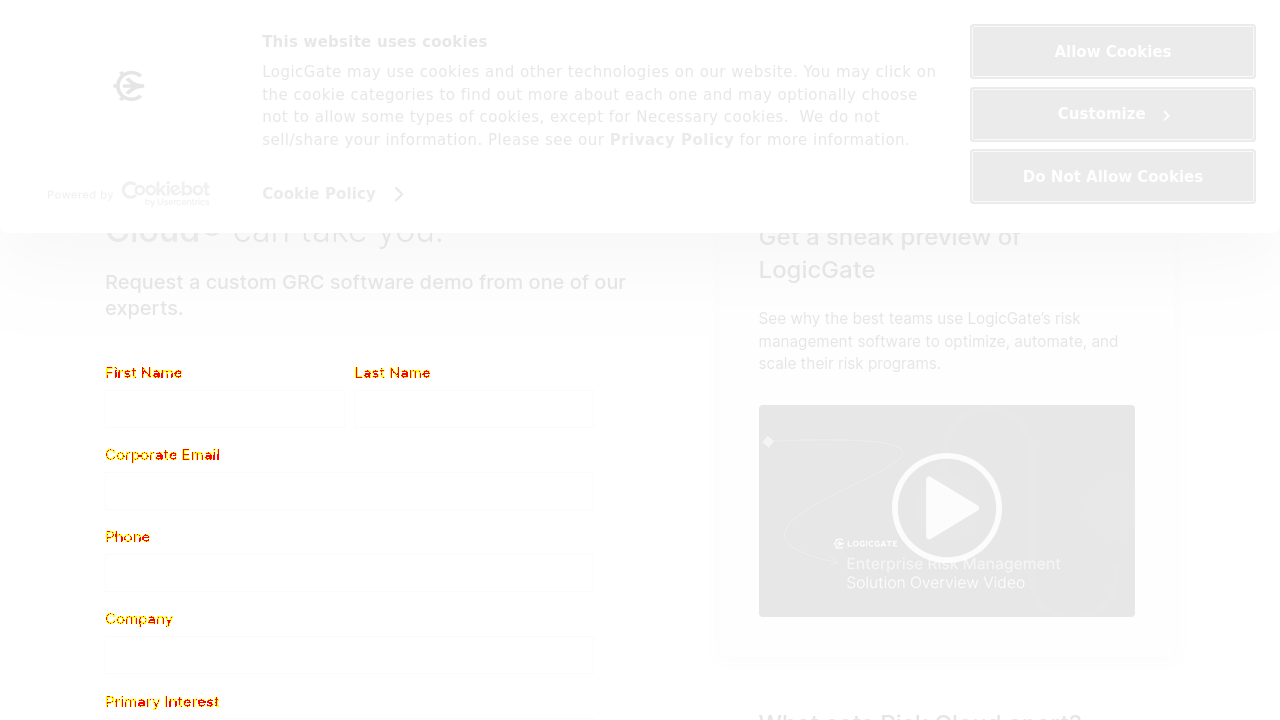 This website uses cookies
LogicGate may use cookies and other technologies on our website. You may click on
the cookie categories to find out more about each one and may optionally choose
not to allow some types of cookies, except for Necessary cookies.  We do not
sell/share your information. Please see our Privacy Policy for more information.
Powered by Cookiebot
by Usercentrics
Cookie Policy
Allow Cookies
Customize
Do Not Allow Cookies
Cloud® can take you.
Request a custom GRC software demo from one of our
experts.
First Name
Last Name
Corporate Email
Phone
Company
Primary Interest
Get a sneak preview of
LogicGate
See why the best teams use LogicGate’s risk
management software to optimize, automate, and
scale their risk programs.
LOGICGATE
Enterprise Risk Management
Solution Overview Video
What sets Risk Cloud apart?